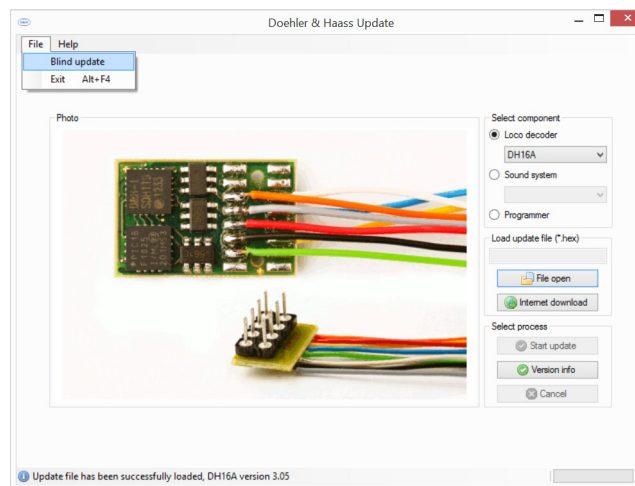 Doehler & Haass Update
File Help
Blind update
Exit Alt+F4
Photo
Select component
Loco decoder
DH16A
Sound system
Programmer
Load update file (*.hex)
File open
Internet download
Select process
Start update
Version info
Cancel
Update file has been successfully loaded, DH16A version 3.05